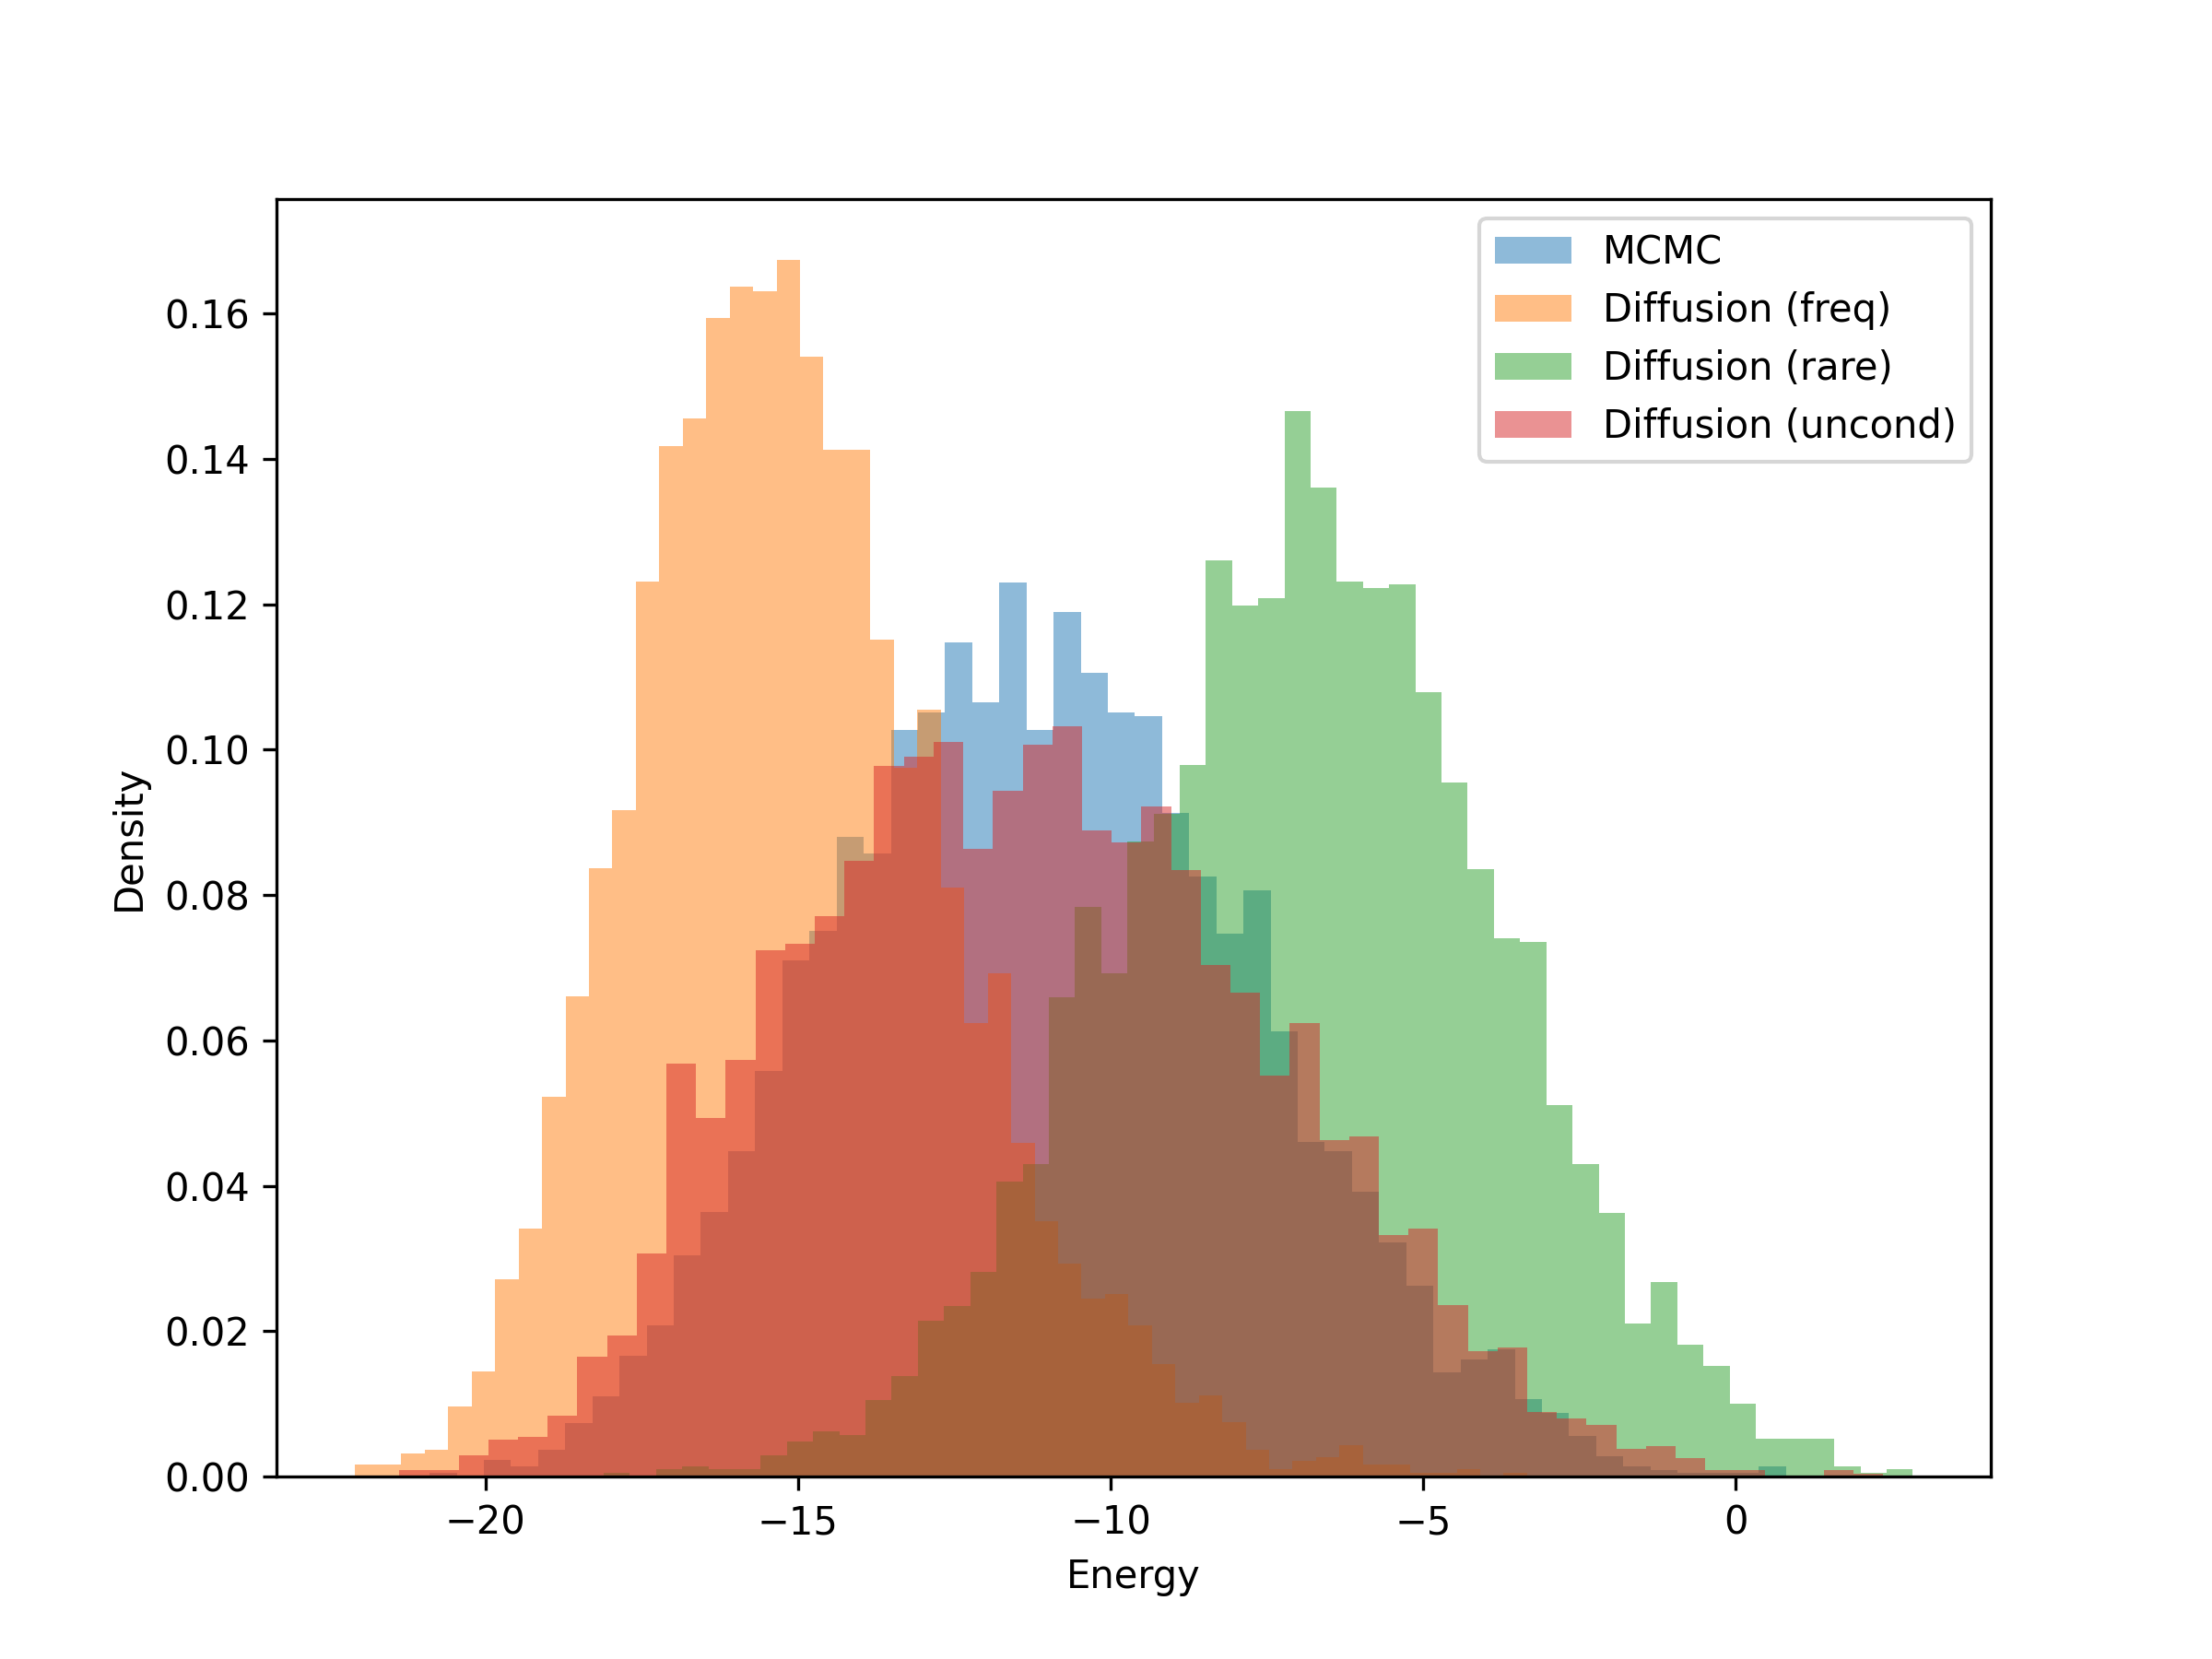 MCMC
Diffusion (freq)
Diffusion (rare)
Diffusion (uncond)
0.16
0.14
0.12
0.10
0.08
0.06
0.04
0.02
0.00
Density
−20 −15 −10 −5 0
Energy